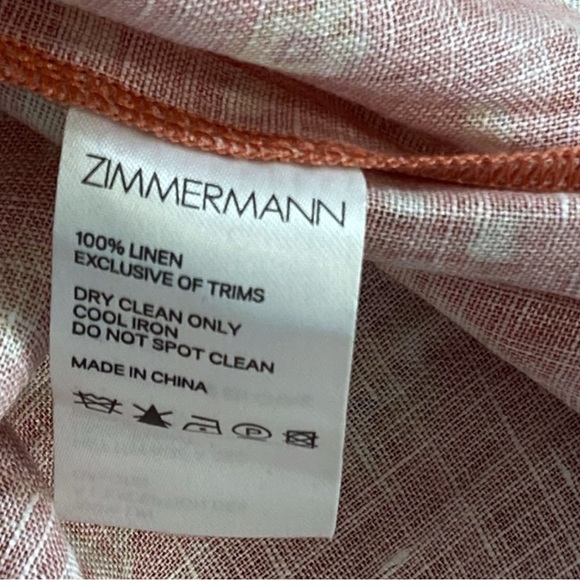 ZIMMERMANN
100% LINEN
EXCLUSIVE OF TRIMS
DRY CLEAN ONLY
COOL IRON
DO NOT SPOT CLEAN
MADE IN CHINA
P